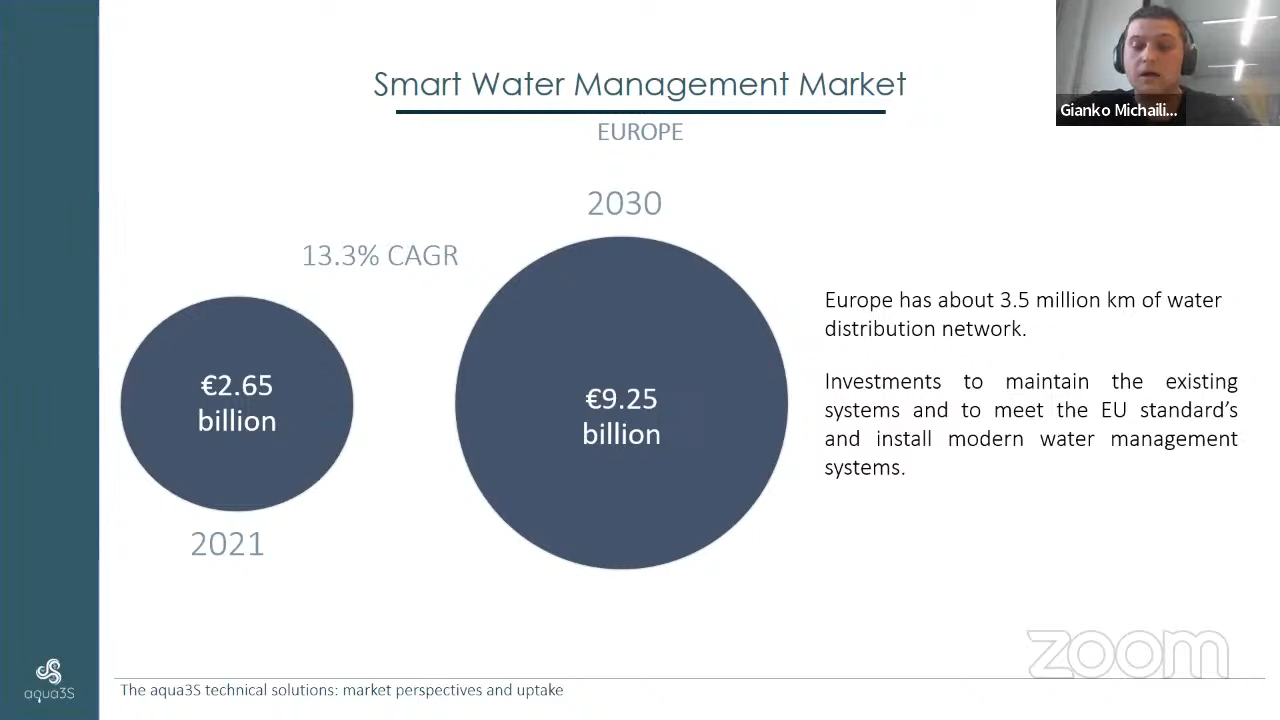 Smart Water Management Market
EUROPE
Gianko Michaili...
2030
13.3% CAGR
€2.65
billion
2021
€9.25
billion
Europe has about 3.5 million km of water
distribution network.
Investments to maintain the existing
systems and to meet the EU standard’s
and install modern water management
systems.
zoom
aqua3S
The aqua3S technical solutions: market perspectives and uptake